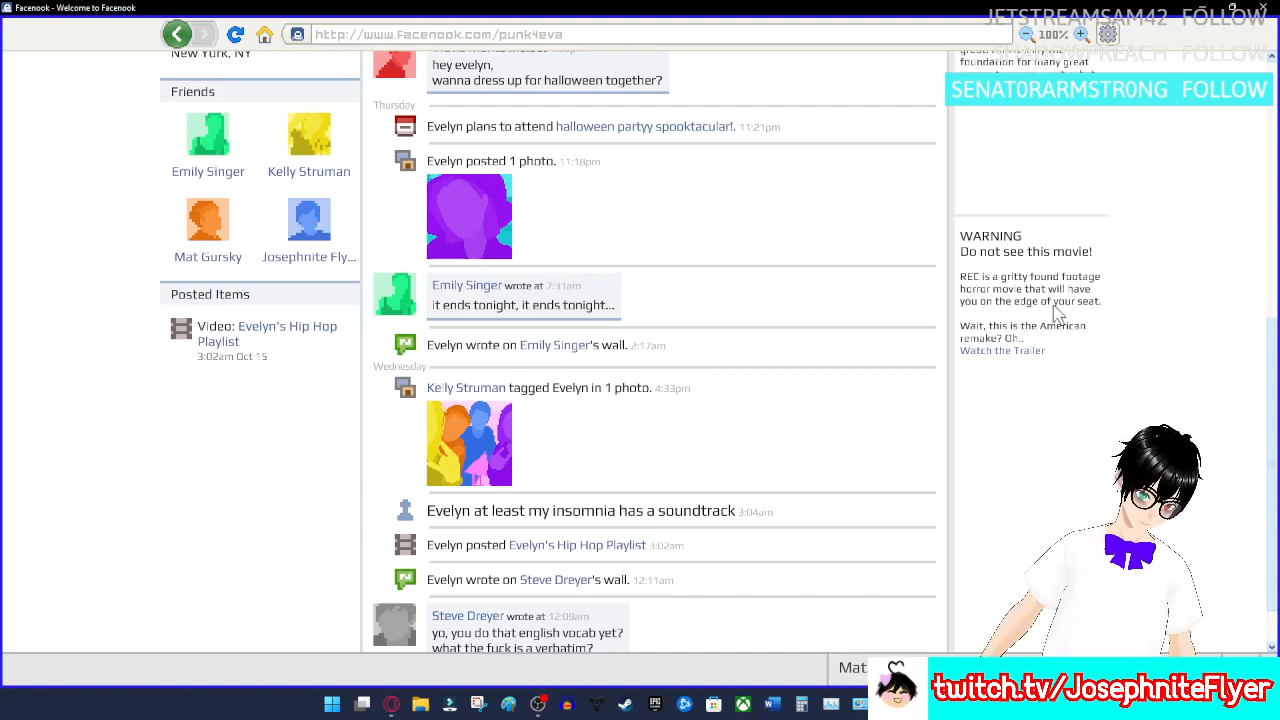 Facenook - Welcome to Facenook
http://www.facenook.com/punk4eva
100%
JETSTREAMSAM42 FOLLOW
FOLLOW
SENAT0RARMSTR0NG FOLLOW
New York, NY
Friends
Emily Singer
Kelly Struman
Mat Gursky
Josephnite Fly...
Posted Items
Video: Evelyn's Hip Hop
Playlist
3:02am Oct 15
hey evelyn,
wanna dress up for halloween together?
Thursday
Evelyn plans to attend halloween partyy spooktacular!. 11:21pm
Evelyn posted 1 photo. 11:18pm
Emily Singer wrote at 7:31am
it ends tonight, it ends tonight...
Evelyn wrote on Emily Singer's wall. 2:17am
Wednesday
Kelly Struman tagged Evelyn in 1 photo. 4:33pm
Evelyn at least my insomnia has a soundtrack 3:04am
Evelyn posted Evelyn's Hip Hop Playlist 3:02am
Evelyn wrote on Steve Dreyer's wall. 12:11am
Steve Dreyer wrote at 12:09am
yo, you do that english vocab yet?
what the fuck is a verbatim?
foundation for many great
WARNING
Do not see this movie!
REC is a gritty found footage
horror movie that will have
you on the edge of your seat.
Wait, this is the American
remake? Oh..
Watch the Trailer
Mat
twitch.tv/JosephniteFlyer